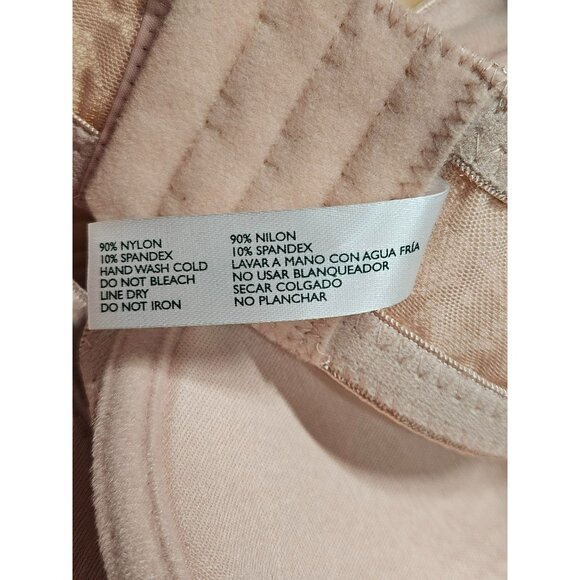 90% NYLON
10% SPANDEX
HAND WASH COLD
DO NOT BLEACH
LINE DRY
DO NOT IRON
90% NILON
10% SPANDEX
LAVAR A MANO CON AGUA FRÍA
NO USAR BLANQUEADOR
SECAR COLGADO
NO PLANCHAR